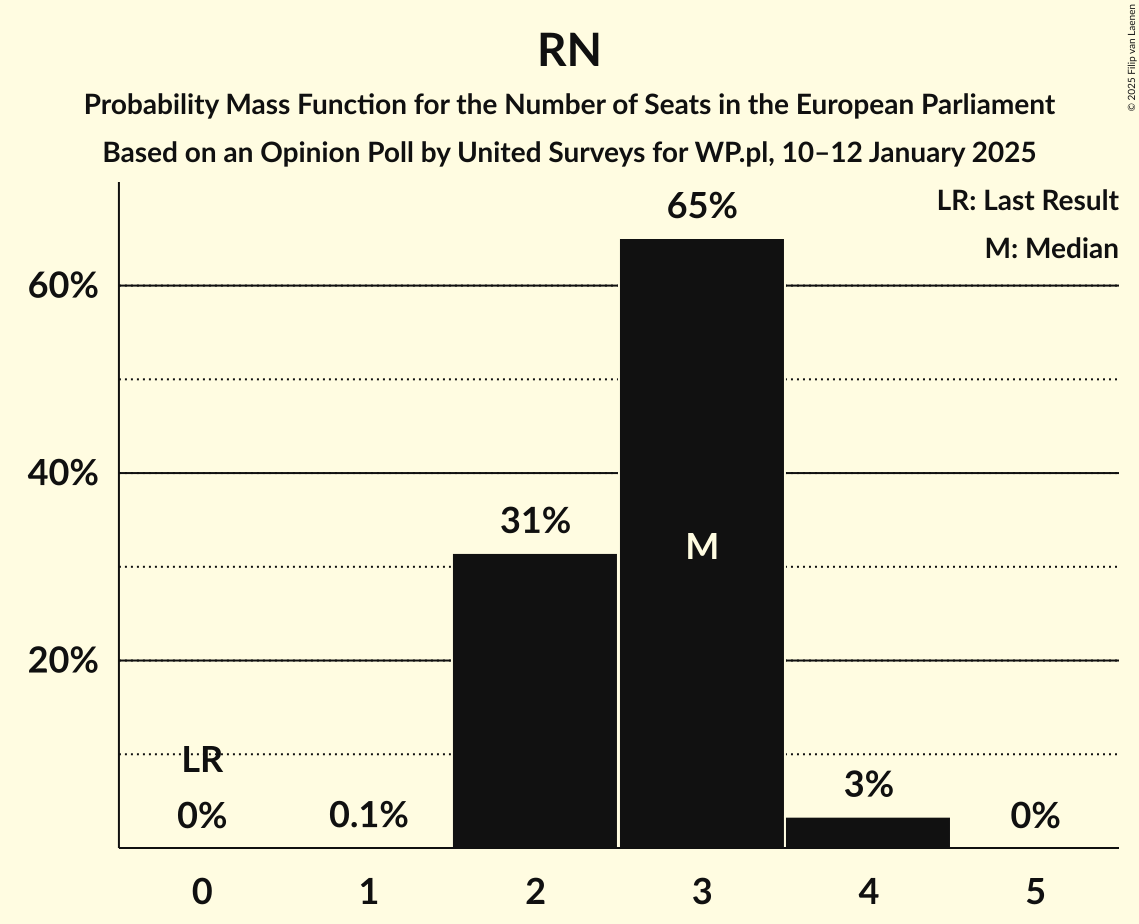 RN
Probability Mass Function for the Number of Seats in the European Parliament
Based on an Opinion Poll by United Surveys for WP.pl, 10–12 January 2025
© 2025 Filip van Laenen
LR: Last Result
M: Median
65%
60%
40%
31%
M
20%
LR
0%
0.1%
3%
0%
0
1
2
3
4
5